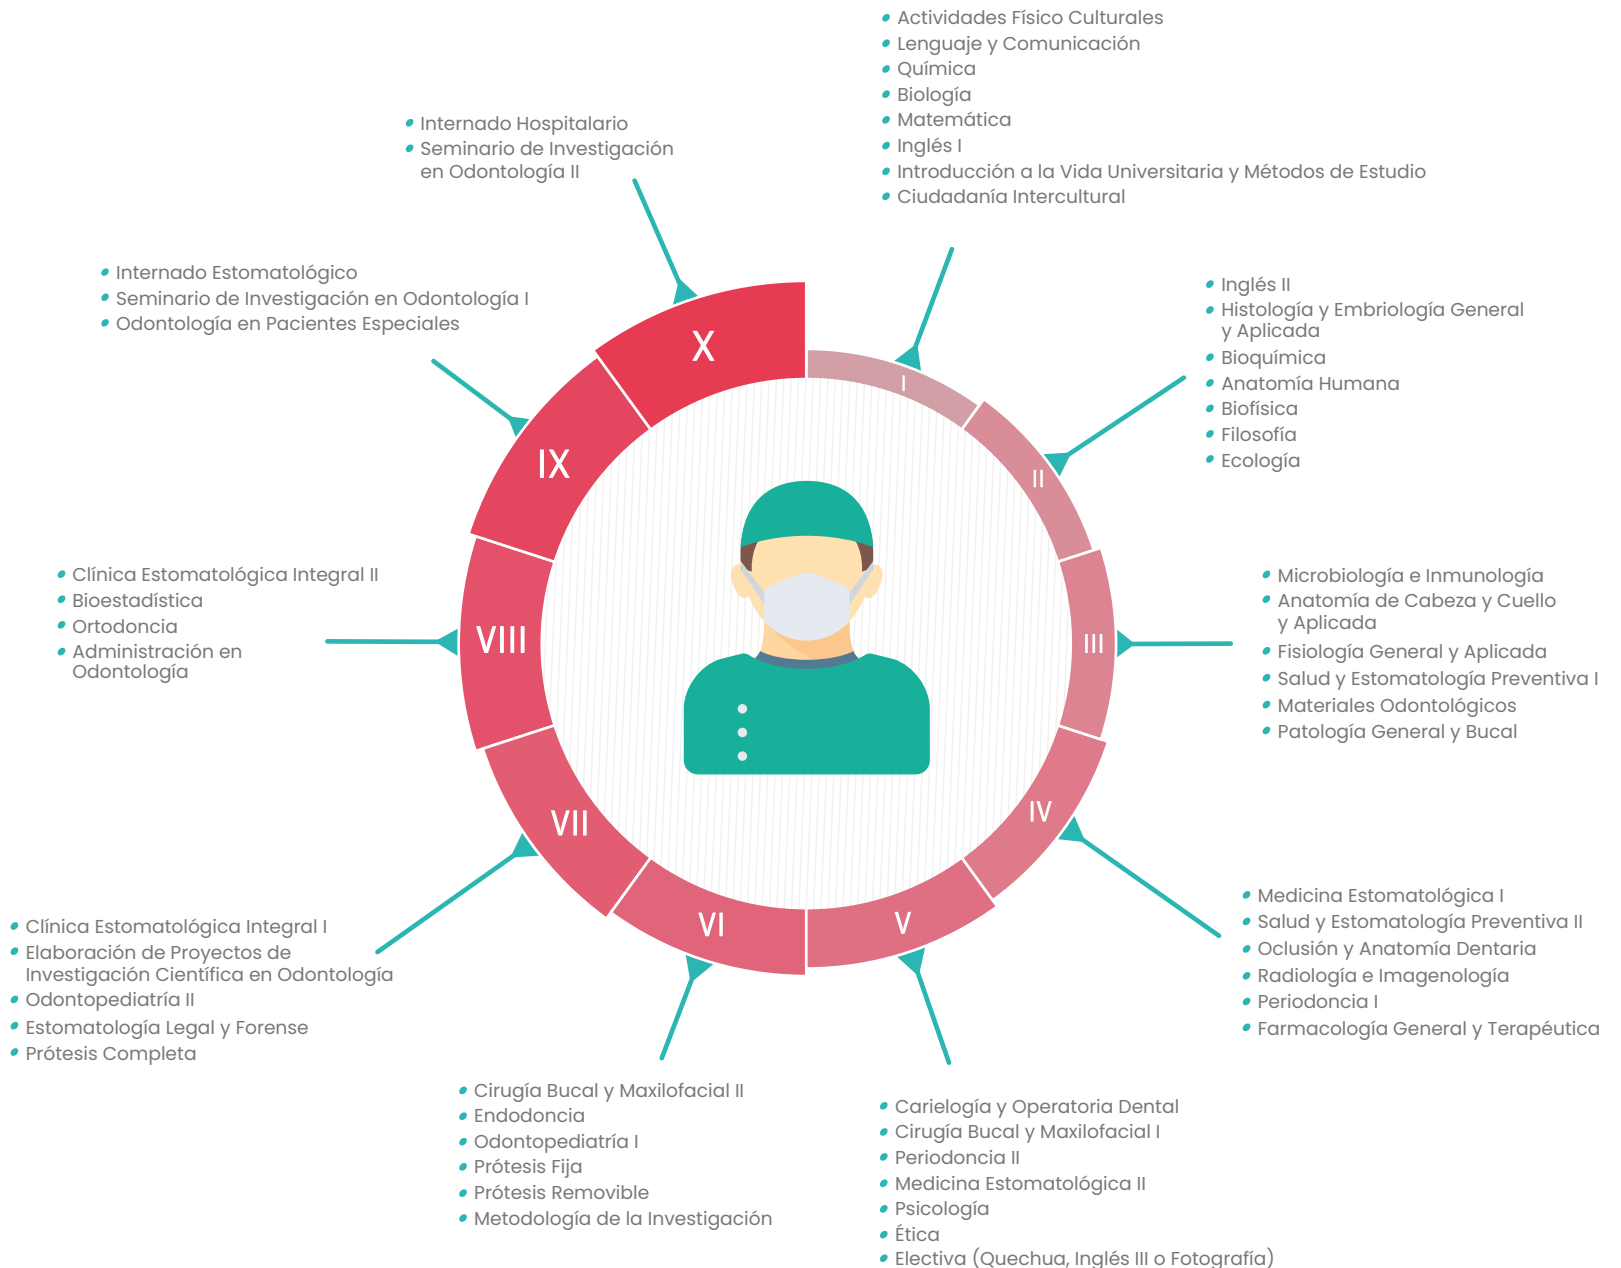 I
Actividades Físico Culturales
Lenguaje y Comunicación
Química
Biología
Matemática
Inglés I
Introducción a la Vida Universitaria y Métodos de Estudio
Ciudadanía Intercultural
II
Inglés II
Histología y Embriología General
y Aplicada
Bioquímica
Anatomía Humana
Biofísica
Filosofía
Ecología
III
Microbiología e Inmunología
Anatomía de Cabeza y Cuello
y Aplicada
Fisiología General y Aplicada
Salud y Estomatología Preventiva I
Materiales Odontológicos
Patología General y Bucal
IV
Medicina Estomatológica I
Salud y Estomatología Preventiva II
Oclusión y Anatomía Dentaria
Radiología e Imagenología
Periodoncia I
Farmacología General y Terapéutica
V
Carielogía y Operatoria Dental
Cirugía Bucal y Maxilofacial I
Periodoncia II
Medicina Estomatológica II
Psicología
Ética
Electiva (Quechua, Inglés III o Fotografía)
VI
Cirugía Bucal y Maxilofacial II
Endodoncia
Odontopediatría I
Prótesis Fija
Prótesis Removible
Metodología de la Investigación
VII
Clínica Estomatológica Integral I
Elaboración de Proyectos de
Investigación Científica en Odontología
Odontopediatría II
Estomatología Legal y Forense
Prótesis Completa
VIII
Clínica Estomatológica Integral II
Bioestadística
Ortodoncia
Administración en
Odontología
IX
Internado Estomatológico
Seminario de Investigación en Odontología I
Odontología en Pacientes Especiales
X
Internado Hospitalario
Seminario de Investigación
en Odontología II